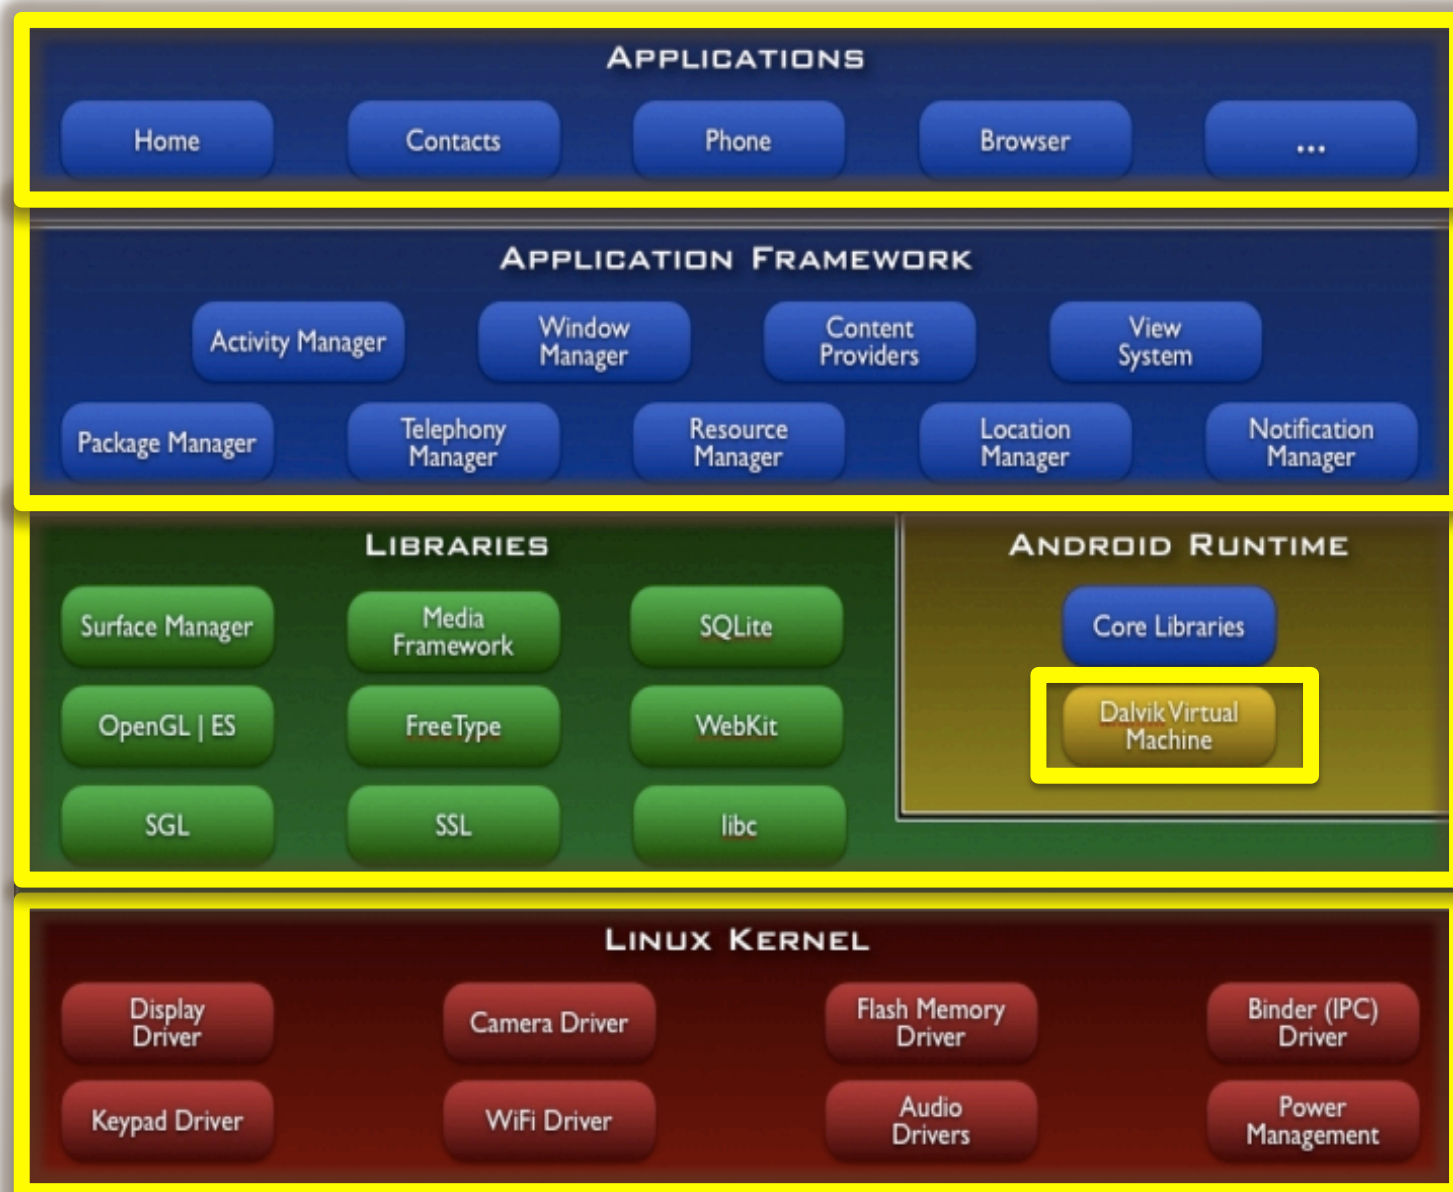 APPLICATIONS
Home Contacts Phone Browser ...
APPLICATION FRAMEWORK
Activity Manager
Window
Manager
Content
Providers
View
System
Package Manager
Telephony
Manager
Resource
Manager
Location
Manager
Notification
Manager
LIBRARIES
Surface Manager
Media
Framework
SQLite
OpenGL | ES
FreeType
WebKit
SGL
SSL
libc
ANDROID RUNTIME
Core Libraries
Dalvik Virtual
Machine
LINUX KERNEL
Display
Driver
Camera Driver
Flash Memory
Driver
Binder (IPC)
Driver
Keypad Driver
WiFi Driver
Audio
Drivers
Power
Management